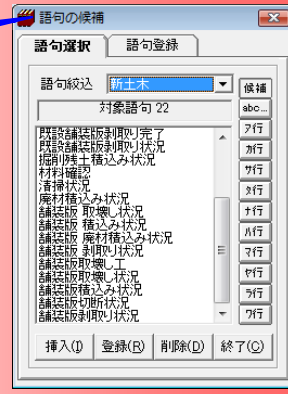 語句の候補
語句選択 語句登録
語句絞込 新土木
対象語句 22
既設舗装版剥取り完了
既設舗装版剥取り状況
掘削残土積込み状況
材料確認
清掃状況
廃材積込み状況
舗装版 取壊し状況
舗装版 積込み状況
舗装版 廃材積込み状況
舗装版 剥取り状況
舗装版取壊し工
舗装版取壊し状況
舗装版積込み状況
舗装版切断状況
舗装版剥取り状況
候補
abc...
ア行
カ行
サ行
タ行
ナ行
ハ行
マ行
ヤ行
ラ行
ワ行
挿入(I) 登録(R) 削除(D) 終了(C)